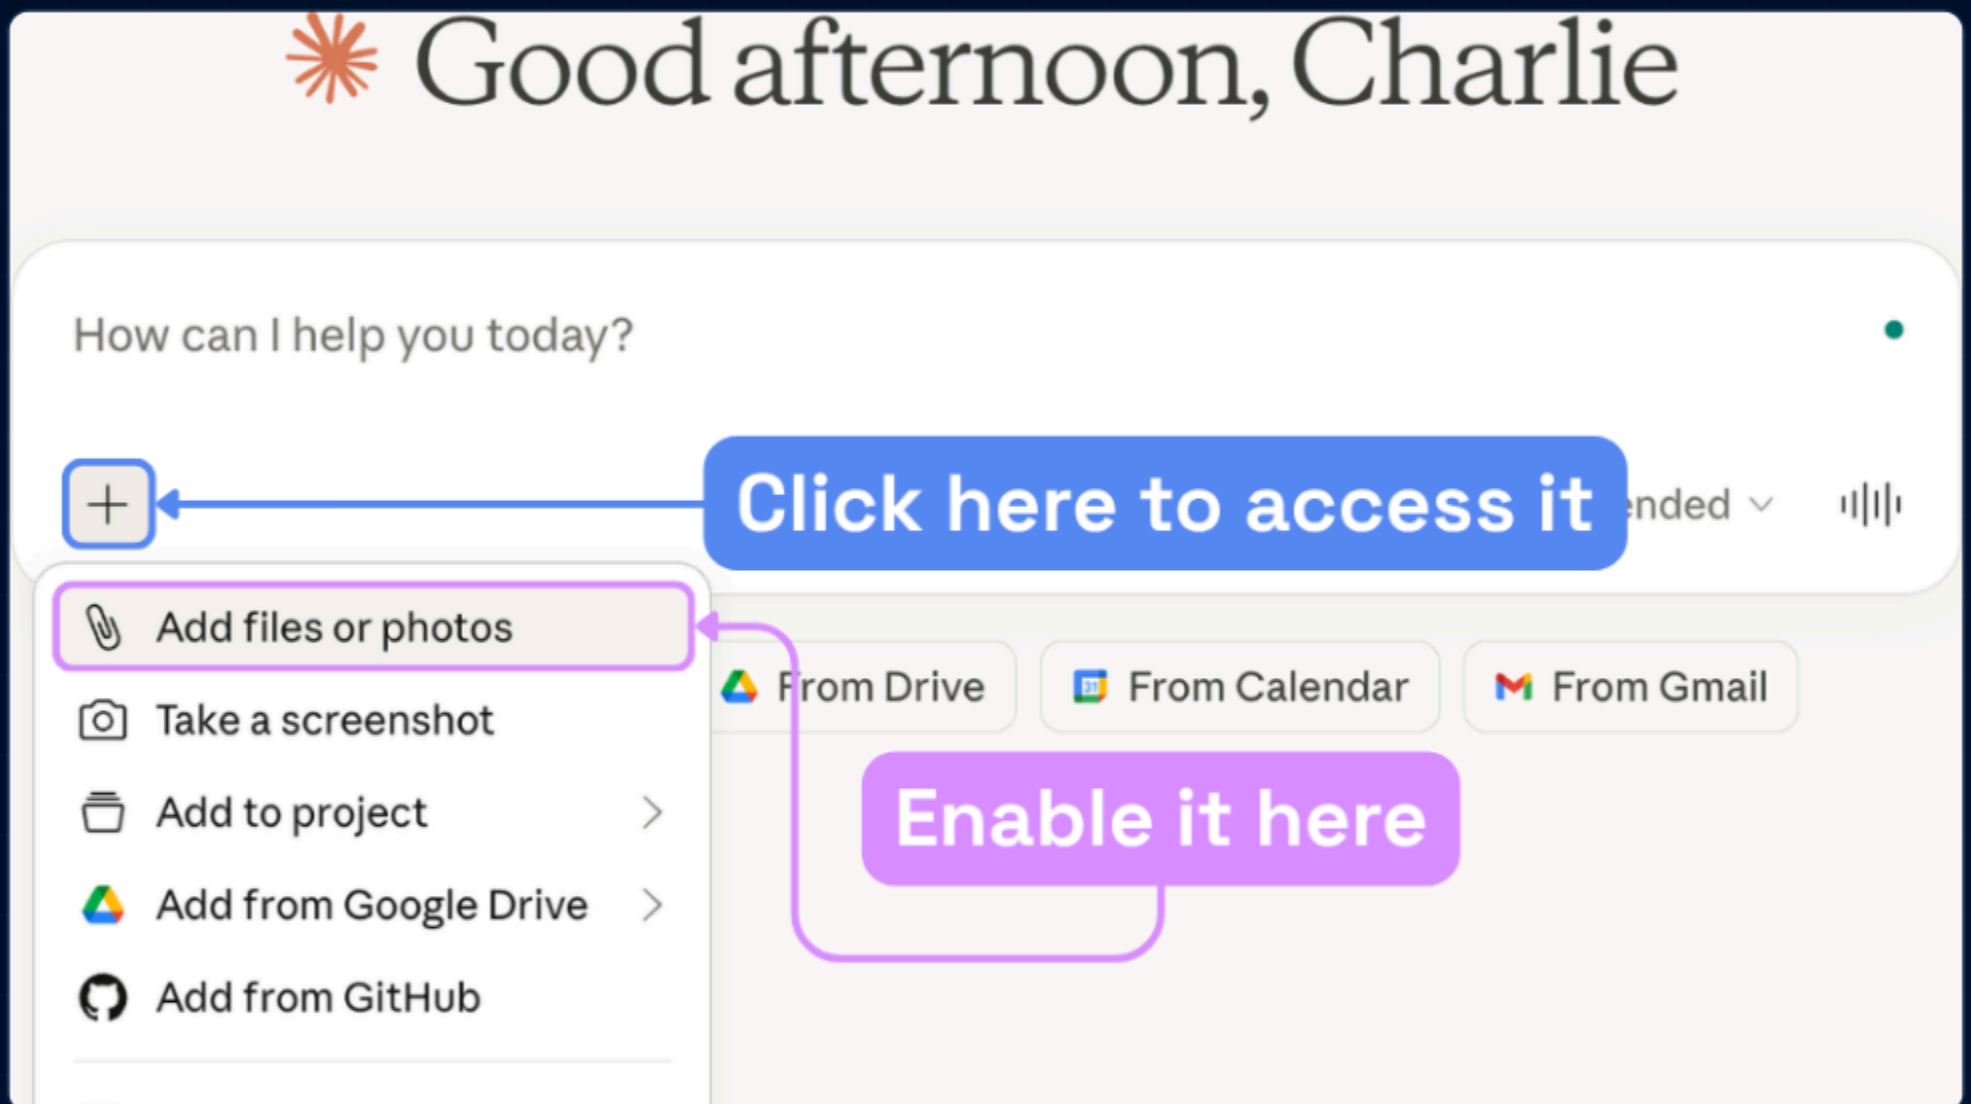 Good afternoon, Charlie
How can I help you today?
Click here to access it
Add files or photos
From Drive
From Calendar
31
From Gmail
Take a screenshot
Enable it here
Add to project
Add from Google Drive
Add from GitHub